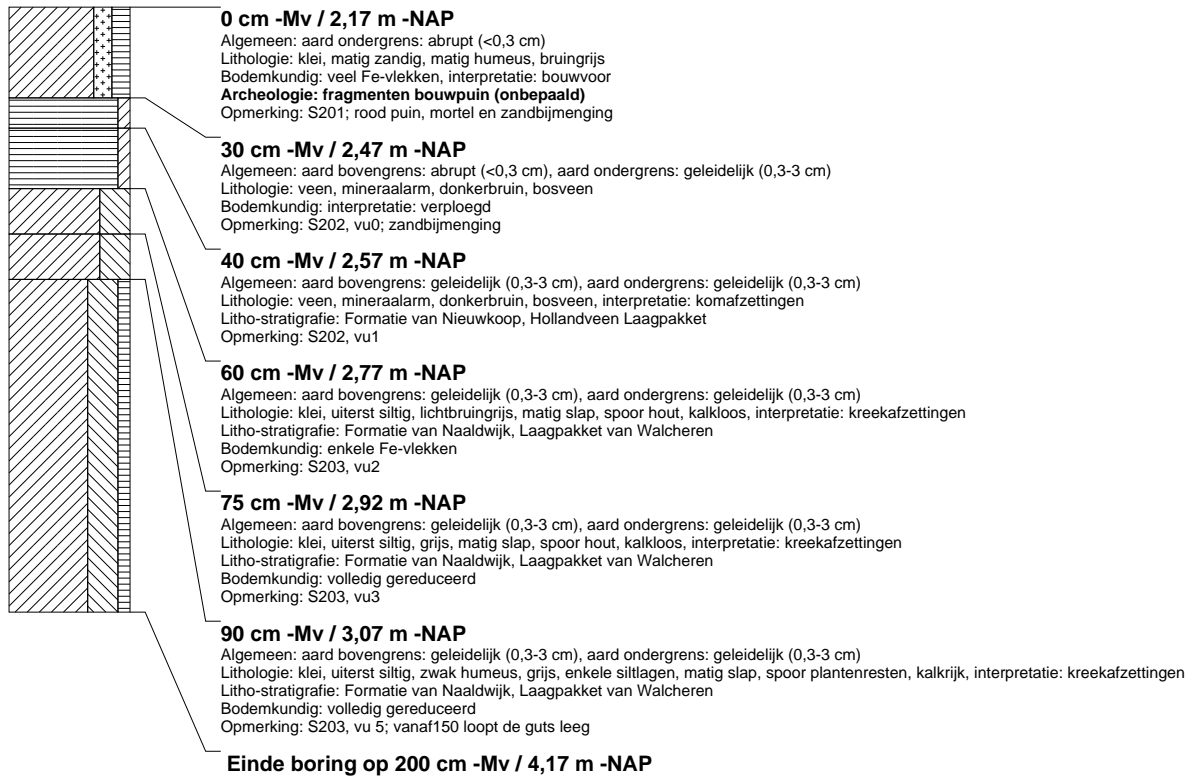 0 cm -Mv / 2,17 m -NAP
Algemeen: aard ondergrens: abrupt (<0,3 cm)
Lithologie: klei, matig zandig, matig humeus, bruingrijs
Bodemkundig: veel Fe-vlekken, interpretatie: bouwvoor
Archeologie: fragmenten bouwpuin (onbepaald)
Opmerking: S201; rood puin, mortel en zandbijmenging
30 cm -Mv / 2,47 m -NAP
Algemeen: aard bovengrens: abrupt (<0,3 cm), aard ondergrens: geleidelijk (0,3-3 cm)
Lithologie: veen, mineraalarm, donkerbruin, bosveen
Bodemkundig: interpretatie: verploegd
Opmerking: S202, vu0; zandbijmenging
40 cm -Mv / 2,57 m -NAP
Algemeen: aard bovengrens: geleidelijk (0,3-3 cm), aard ondergrens: geleidelijk (0,3-3 cm)
Lithologie: veen, mineraalarm, donkerbruin, bosveen, interpretatie: komafzettingen
Litho-stratigrafie: Formatie van Nieuwkoop, Hollandveen Laagpakket
Opmerking: S202, vu1
60 cm -Mv / 2,77 m -NAP
Algemeen: aard bovengrens: geleidelijk (0,3-3 cm), aard ondergrens: geleidelijk (0,3-3 cm)
Lithologie: klei, uiterst siltig, lichtbruingrijs, matig slap, spoor hout, kalkloos, interpretatie: kreekafzettingen
Litho-stratigrafie: Formatie van Naaldwijk, Laagpakket van Walcheren
Bodemkundig: enkele Fe-vlekken
Opmerking: S203, vu2
75 cm -Mv / 2,92 m -NAP
Algemeen: aard bovengrens: geleidelijk (0,3-3 cm), aard ondergrens: geleidelijk (0,3-3 cm)
Lithologie: klei, uiterst siltig, grijs, matig slap, spoor hout, kalkloos, interpretatie: kreekafzettingen
Litho-stratigrafie: Formatie van Naaldwijk, Laagpakket van Walcheren
Bodemkundig: volledig gereduceerd
Opmerking: S203, vu3
90 cm -Mv / 3,07 m -NAP
Algemeen: aard bovengrens: geleidelijk (0,3-3 cm), aard ondergrens: geleidelijk (0,3-3 cm)
Lithologie: klei, uiterst siltig, zwak humeus, grijs, enkele siltlagen, matig slap, spoor plantenresten, kalkrijk, interpretatie: kreekafzettingen
Litho-stratigrafie: Formatie van Naaldwijk, Laagpakket van Walcheren
Bodemkundig: volledig gereduceerd
Opmerking: S203, vu 5; vanaf150 loopt de guts leeg
Einde boring op 200 cm -Mv / 4,17 m -NAP